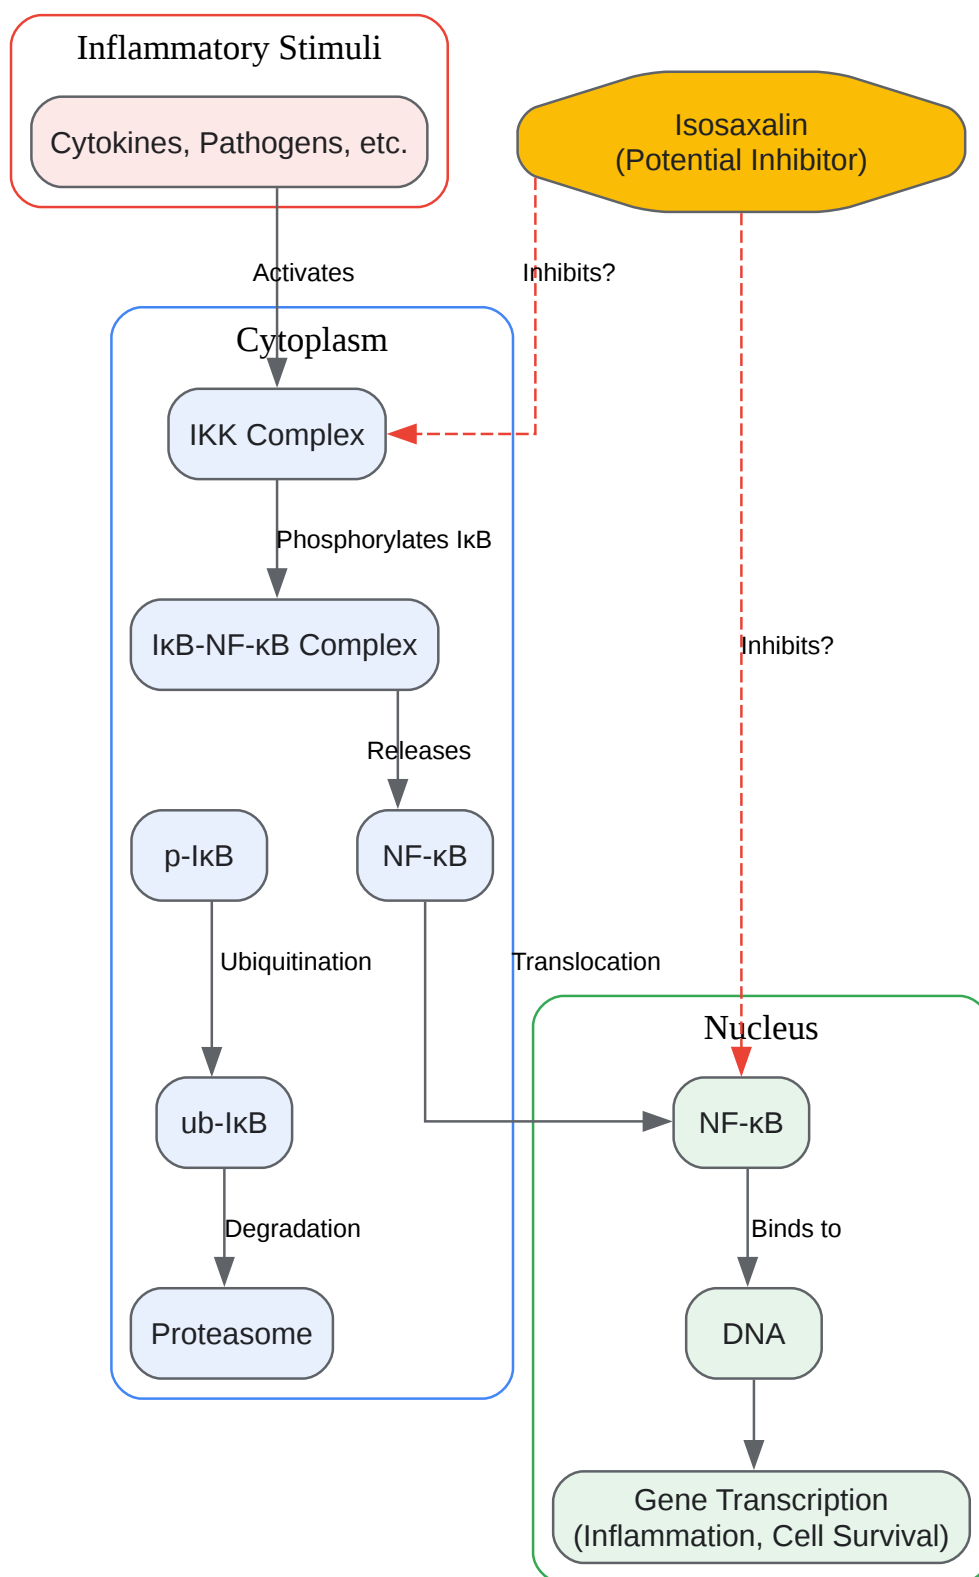 Inflammatory Stimuli
Cytokines, Pathogens, etc.
Isosaxalin
(Potential Inhibitor)
Activates
Inhibits?
Cytoplasm
IKK Complex
Phosphorylates IκB
IκB-NF-κB Complex
Inhibits?
Releases
p-IκB
NF-κB
Ubiquitination
Translocation
Nucleus
ub-IκB
NF-κB
Degradation
Binds to
Proteasome
DNA
Gene Transcription
(Inflammation, Cell Survival)